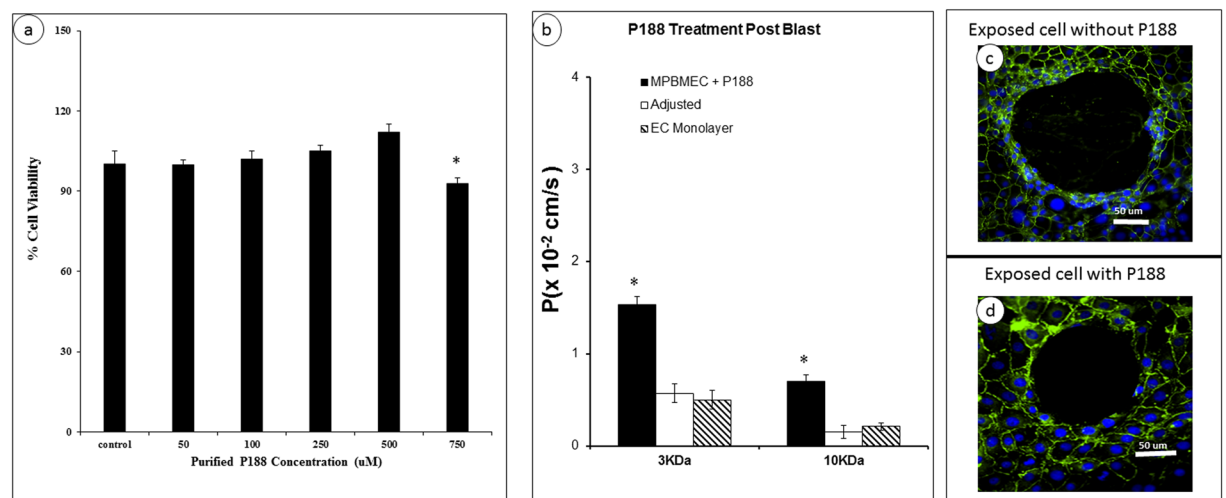 a
150
120
90
60
30
0
% Cell Viability
*
control 50 100 250 500 750
Purified P188 Concentration (uM)
b
P188 Treatment Post Blast
MPBMEC + P188
Adjusted
EC Monolayer
4
3
2
1
0
P(x 10-2 cm/s)
*
*
3KDa 10KDa
Exposed cell without P188
c
50 um
Exposed cell with P188
d
50 um